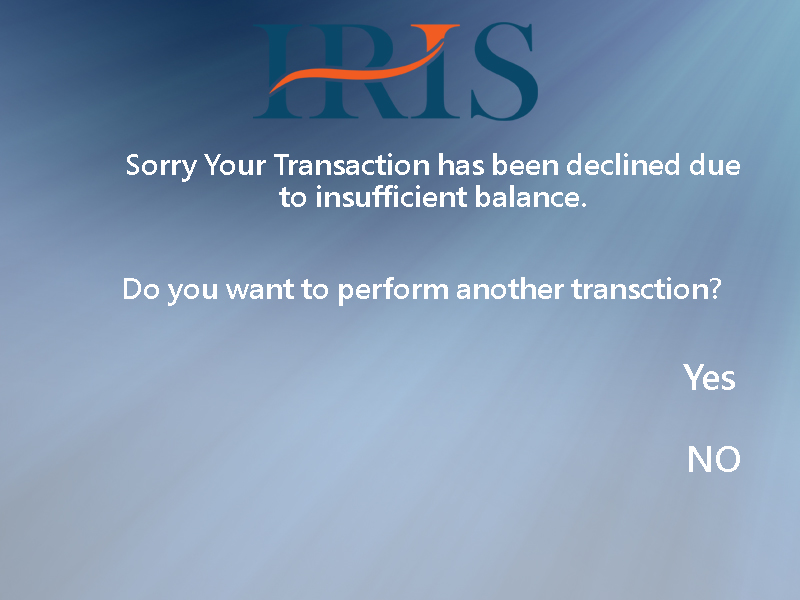 IRIS
Sorry Your Transaction has been declined due
to insufficient balance.
Do you want to perform another transction?
Yes
NO